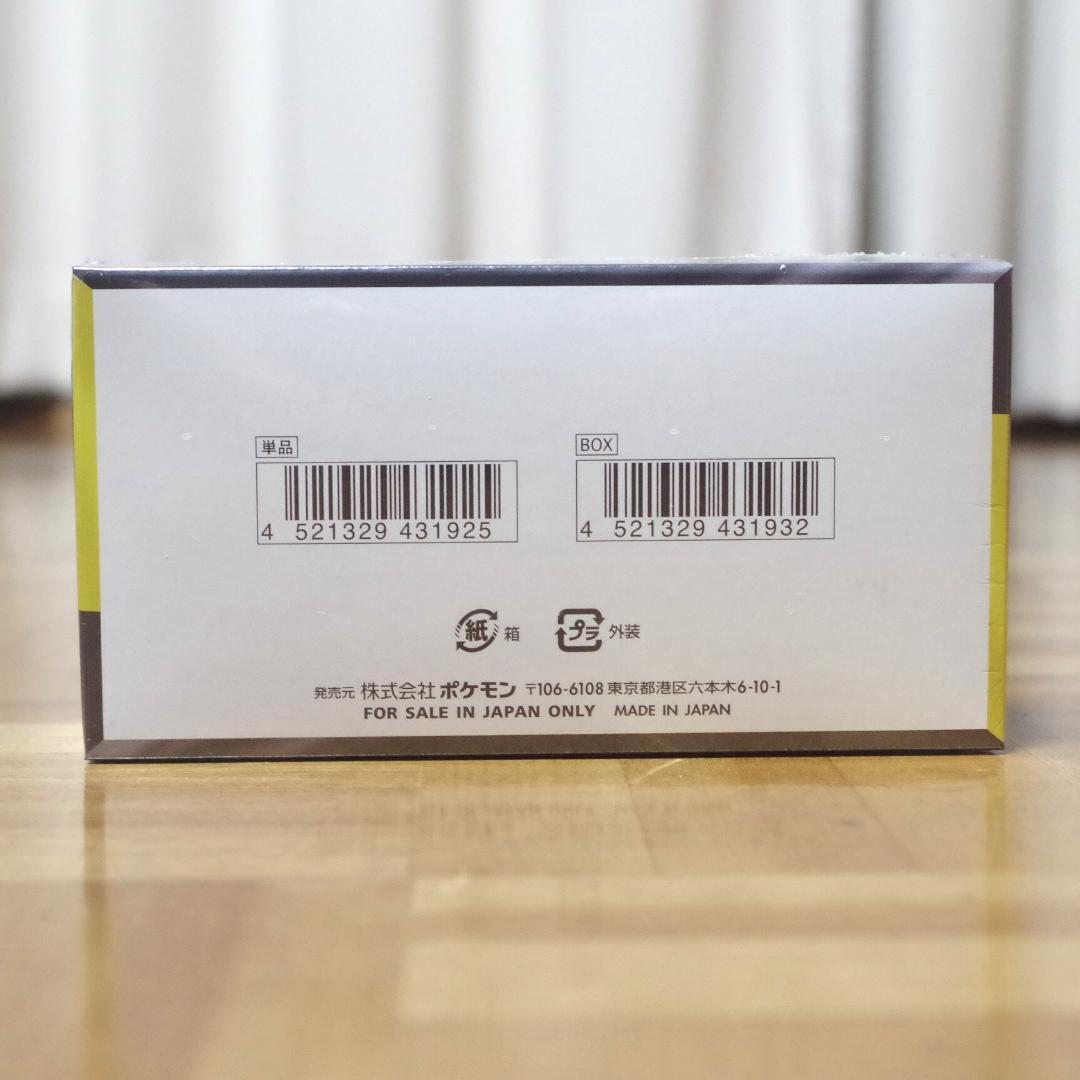 単品
4 521329 431925
BOX
4 521329 431932
紙 箱
プラ 外装
発売元 株式会社 ポケモン 〒106-6108 東京都港区六本木6-10-1
FOR SALE IN JAPAN ONLY MADE IN JAPAN